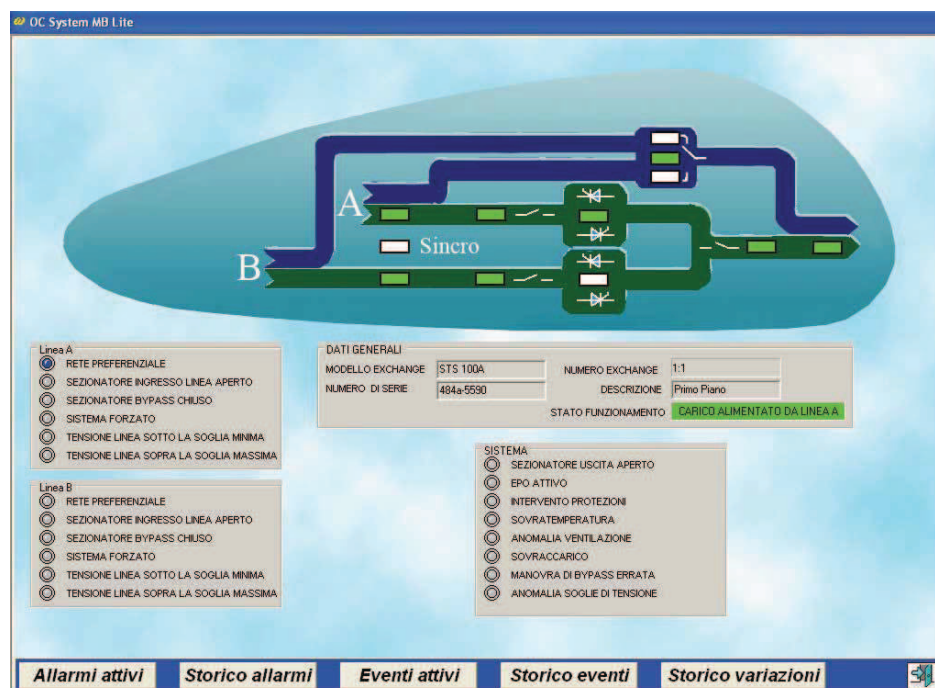 OC System MB Lite
A
Sincro
B
Linea A
RETE PREFERENZIALE
SEZIONATORE INGRESSO LINEA APERTO
SEZIONATORE BYPASS CHIUSO
SISTEMA FORZATO
TENSIONE LINEA SOTTO LA SOGLIA MINIMA
TENSIONE LINEA SOPRA LA SOGLIA MASSIMA
DATI GENERALI
MODELLO EXCHANGE STS 100A NUMERO EXCHANGE 1:1
NUMERO DI SERIE 484a-5590 DESCRIZIONE Primo Piano
STATO FUNZIONAMENTO CARICO ALIMENTATO DA LINEA A
Linea B
RETE PREFERENZIALE
SEZIONATORE INGRESSO LINEA APERTO
SEZIONATORE BYPASS CHIUSO
SISTEMA FORZATO
TENSIONE LINEA SOTTO LA SOGLIA MINIMA
TENSIONE LINEA SOPRA LA SOGLIA MASSIMA
SISTEMA
SEZIONATORE USCITA APERTO
EPO ATTIVO
INTERVENTO PROTEZIONI
SOVRATEMPERATURA
ANOMALIA VENTILAZIONE
SOVRACCARICO
MANOVRA DI BYPASS ERRATA
ANOMALIA SOGLIE DI TENSIONE
Allarmi attivi Storico allarmi Eventi attivi Storico eventi Storico variazioni